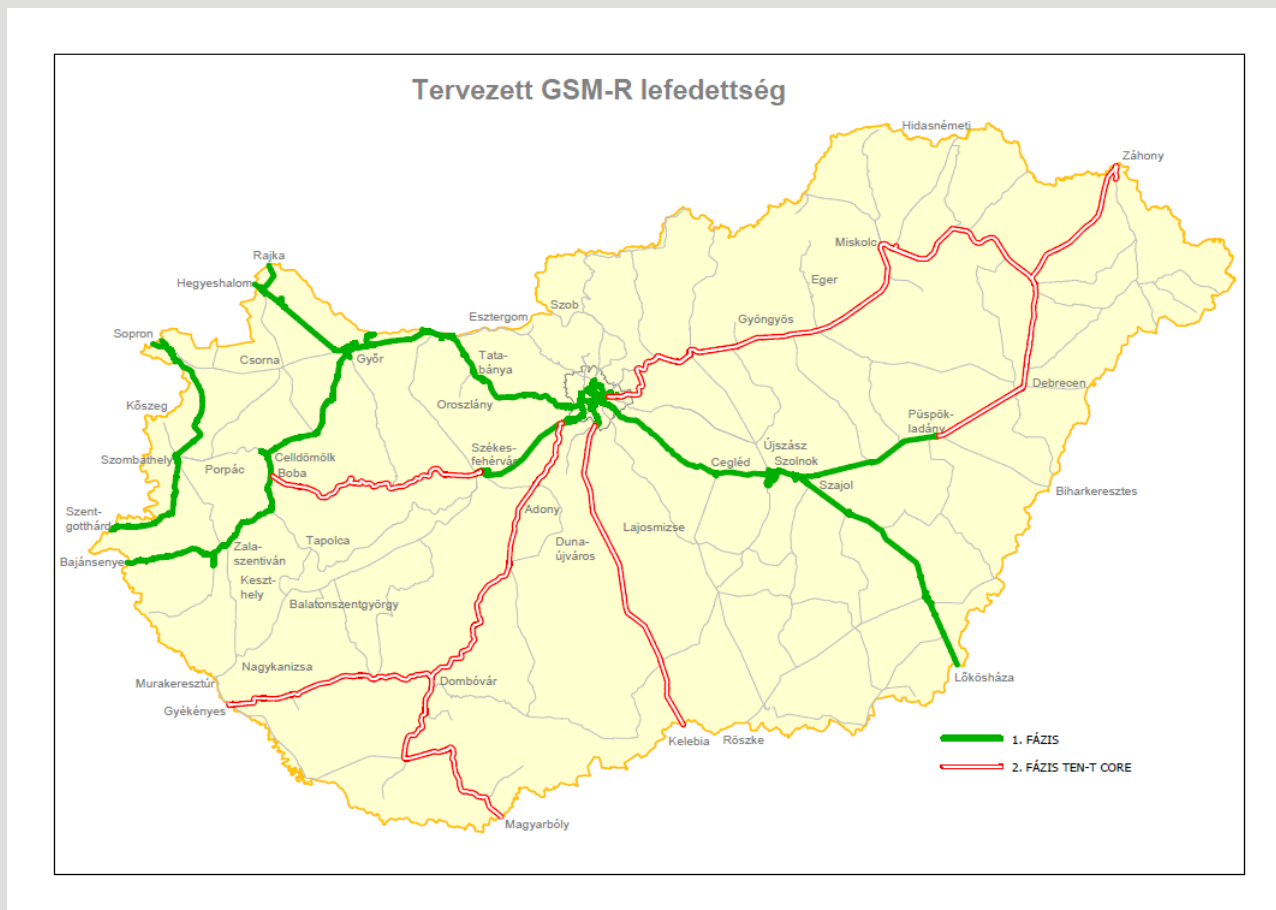 Tervezett GSM-R lefedettség
Hidasnémeti
Záhony
Rajka
Miskolc
Hegyeshalom
Eger
Szob
Esztergom
Gyöngyös
Sopron
Csorna
Győr
Tata-
bánya
Debrecen
Kőszeg
Oroszlány
Püspök-
ladány
Szombathely
Porpác
Celldömölk
Boba
Székes-
fehérvár
Cegléd
Újszász
Szolnok
Szajol
Biharkeresztes
Szent-
gotthárd
Adony
Lajosmizse
Bajánsenye
Zala-
szentiván
Tapolca
Duna-
újváros
Keszt-
hely
Balatonszentgyörgy
Nagykanizsa
Murakeresztúr
Gyékényes
Dombóvár
Lőkösháza
Kelebia
Röszke
Magyarbóly
1. FÁZIS
2. FÁZIS TEN-T CORE